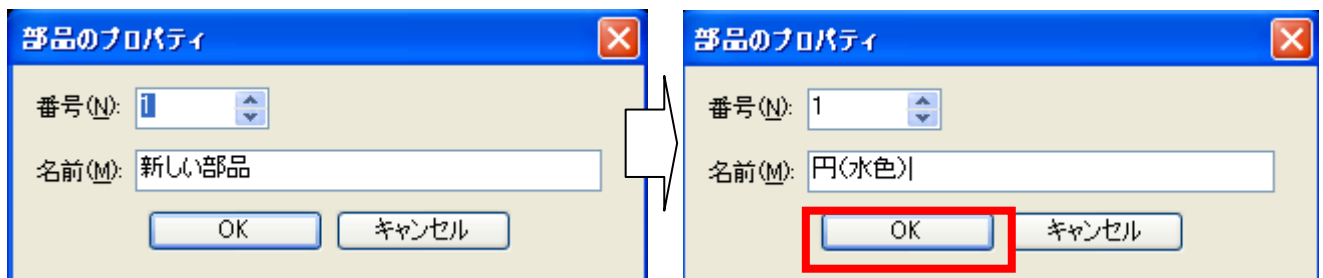 部品のプロパティ
番号(N): 1
名前(M): 新しい部品
OK キャンセル
部品のプロパティ
番号(N): 1
名前(M): 円(水色)
OK キャンセル